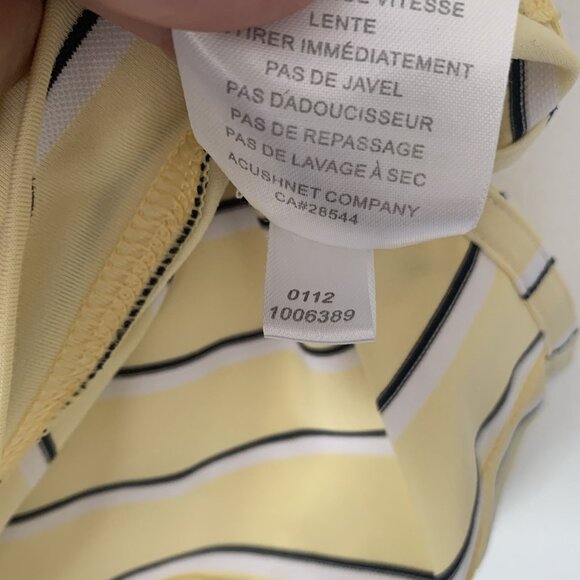 VITESSE
LENTE
TIRER IMMÉDIATEMENT
PAS DE JAVEL
PAS D'ADOUCISSEUR
PAS DE REPASSAGE
PAS DE LAVAGE À SEC
ACUSHNET COMPANY
CA#28544
0112
1006389